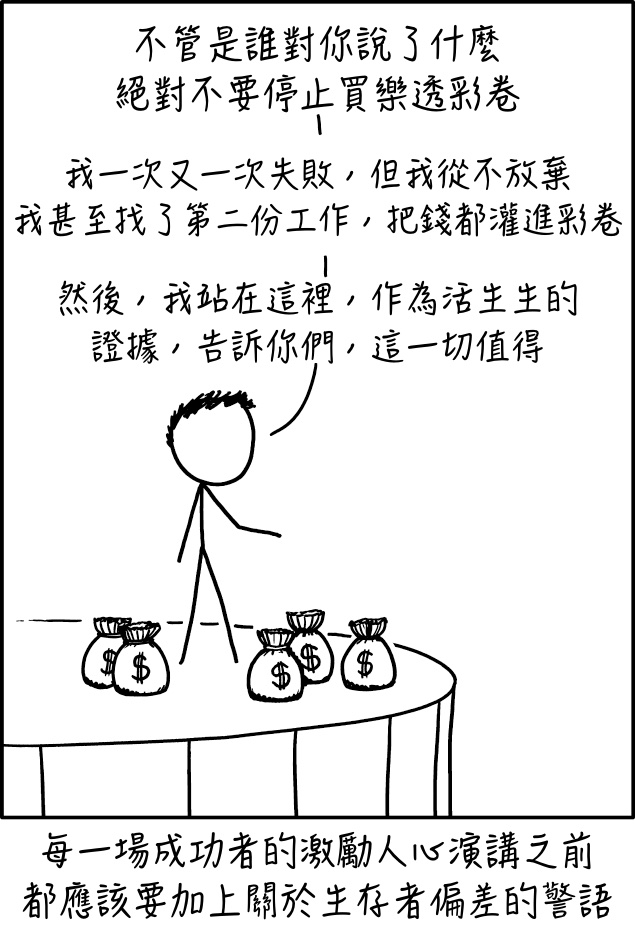 不管是誰對你說了什麼
絕對不要停止買樂透彩卷
我一次又一次失敗，但我從不放棄
我甚至找了第二份工作，把錢都灌進彩卷
然後，我站在這裡，作為活生生的
證據，告訴你們，這一切值得
$ $ $ $ $
每一場成功者的激勵人心演講之前
都應該要加上關於生存者偏差的警語